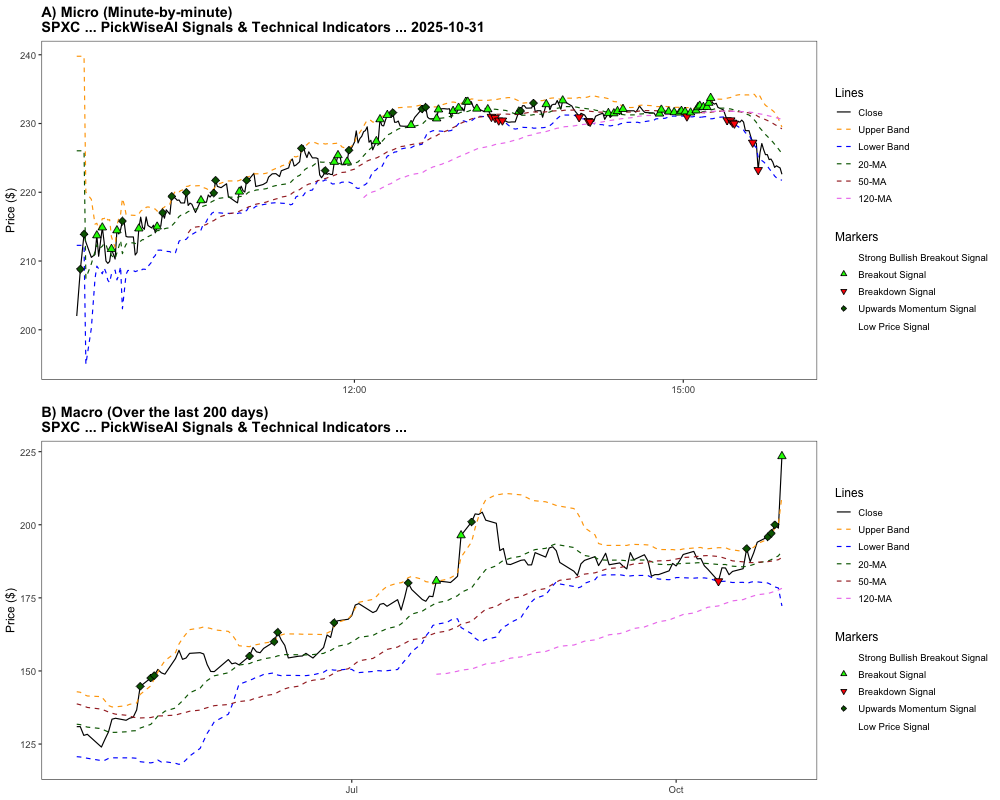 A) Micro (Minute-by-minute)
SPXC ... PickWiseAI Signals & Technical Indicators ... 2025-10-31
240
230
220
210
200
Price ($)
12:00
15:00
Lines
Close
Upper Band
Lower Band
20-MA
50-MA
120-MA
Markers
Strong Bullish Breakout Signal
Breakout Signal
Breakdown Signal
Upwards Momentum Signal
Low Price Signal
B) Macro (Over the last 200 days)
SPXC ... PickWiseAI Signals & Technical Indicators ...
225
200
175
150
125
Price ($)
Jul
Oct
Lines
Close
Upper Band
Lower Band
20-MA
50-MA
120-MA
Markers
Strong Bullish Breakout Signal
Breakout Signal
Breakdown Signal
Upwards Momentum Signal
Low Price Signal